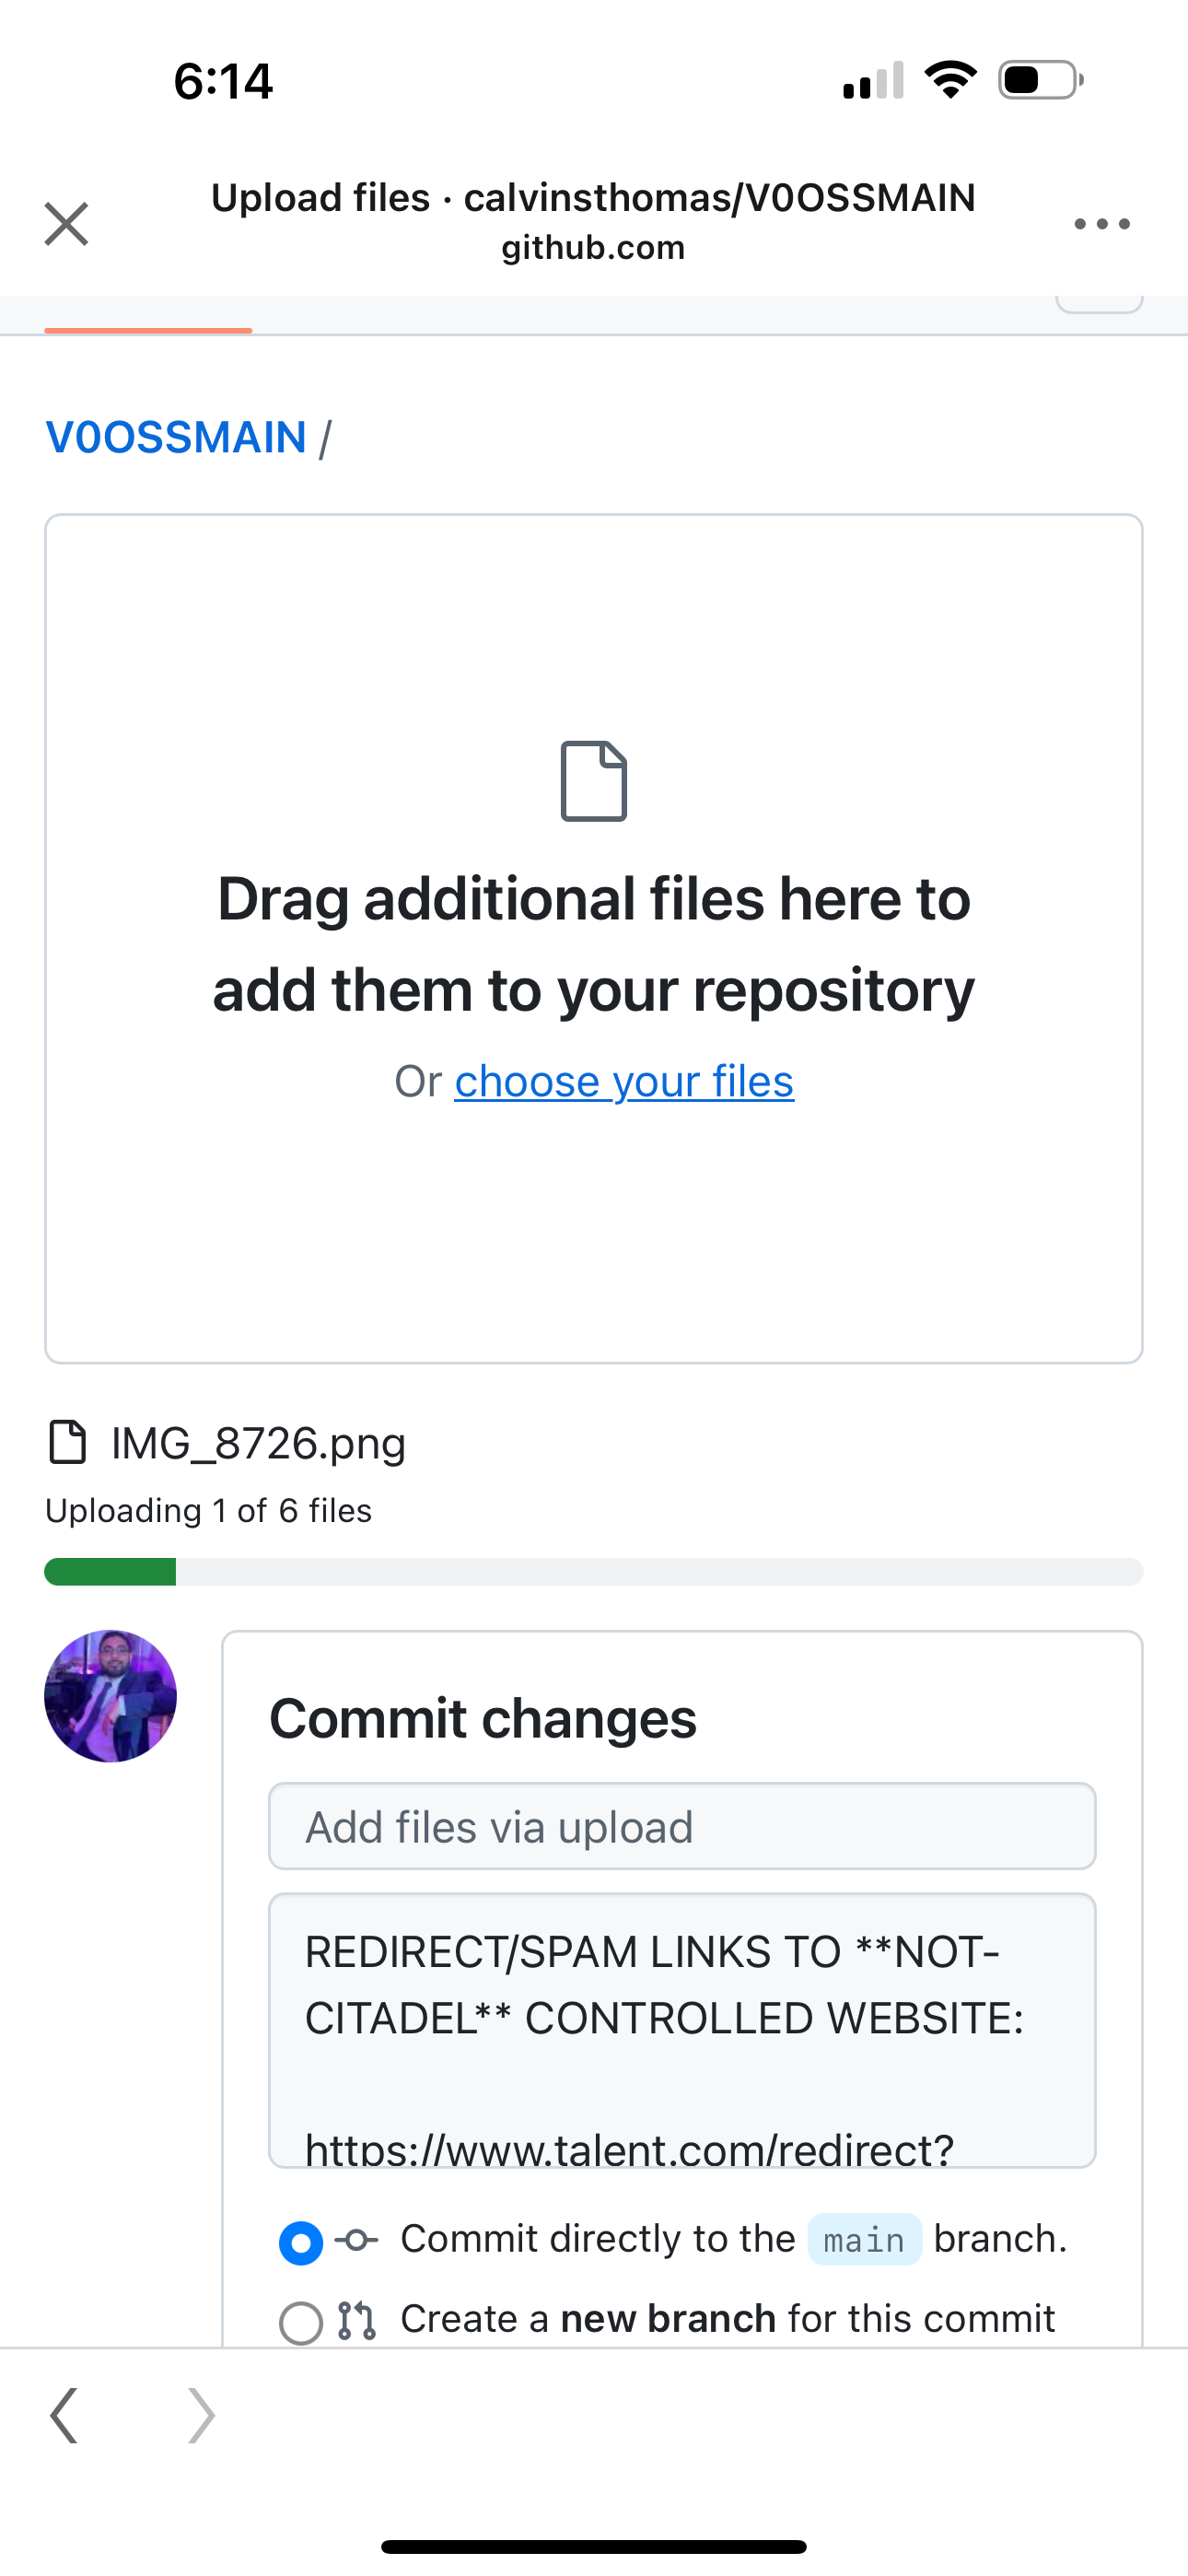 6:14
Upload files · calvinsthomas/V0OSSMAIN
github.com
V0OSSMAIN /
Drag additional files here to
add them to your repository
Or choose your files
IMG_8726.png
Uploading 1 of 6 files
Commit changes
Add files via upload
REDIRECT/SPAM LINKS TO **NOT-
CITADEL** CONTROLLED WEBSITE:
https://www.talent.com/redirect?
Commit directly to the main branch.
Create a new branch for this commit